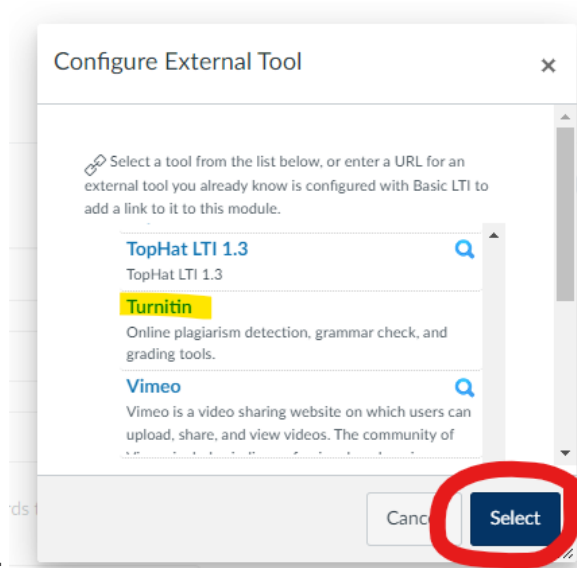 Configure External Tool
×
Select a tool from the list below, or enter a URL for an
external tool you already know is configured with Basic LTI to
add a link to it to this module.
TopHat LTI 1.3
TopHat LTI 1.3
Turnitin
Online plagiarism detection, grammar check, and
grading tools.
Vimeo
Vimeo is a video sharing website on which users can
upload, share, and view videos. The community of
Select